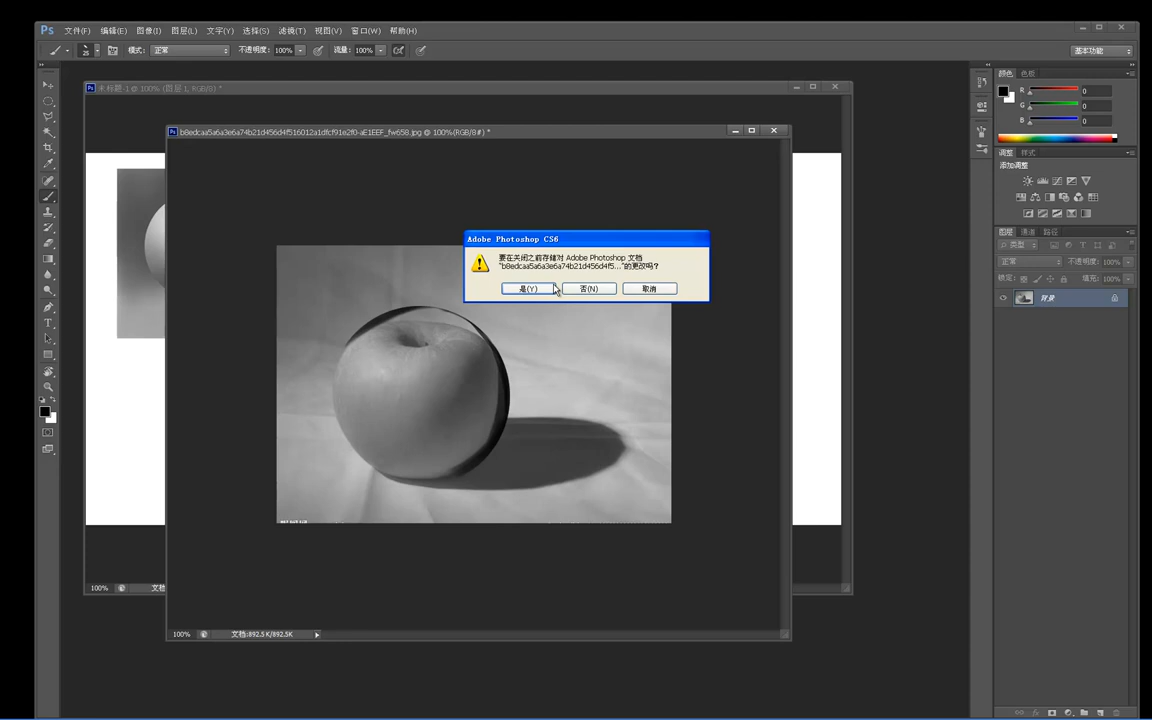 Ps 文件(F) 编辑(E) 图像(I) 图层(L) 文字(Y) 选择(S) 滤镜(T) 视图(V) 窗口(W) 帮助(H)
25 模式: 正常 不透明度: 100% 流量: 100% 基本功能
未标题-1 @ 100% (图层 1, RGB/8) *
颜色 色板
R 0
G 0
B 0
b8edcaa5a6a3e6a74b21d456d4f516012a1dfcf91e2f0-aE1EEF_fw658.jpg @ 100%(RGB/8#) *
调整 样式
添加调整
图层 通道 路径
类型
正常 不透明度: 100%
锁定: 填充: 100%
背景
Adobe Photoshop CS6
要在关闭之前存储对 Adobe Photoshop 文档
"b8edcaa5a6a3e6a74b21d456d4f5..."的更改吗?
是(Y) 否(N) 取消
100% 文档
100% 文档:892.5K/892.5K